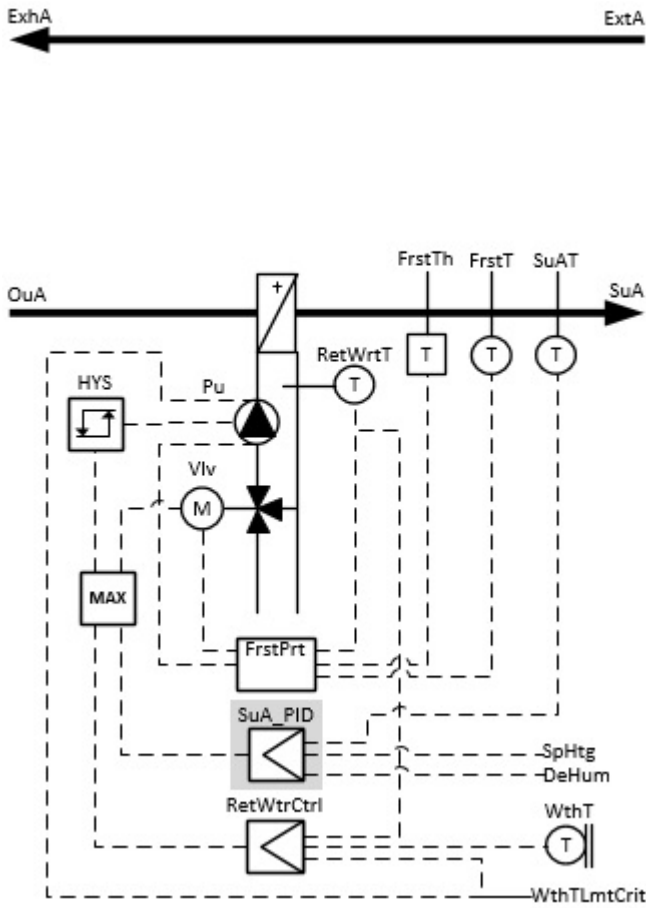 ExhA ExtA
FrstTh FrstT SuAT
OuA + SuA
T T T
RetWrtT
HYS Pu T
Vlv
M
MAX
FrstPrt
SuA_PID
SpHtg
DeHum
RetWtrCtrl WthT
T
WthTLmtCrit